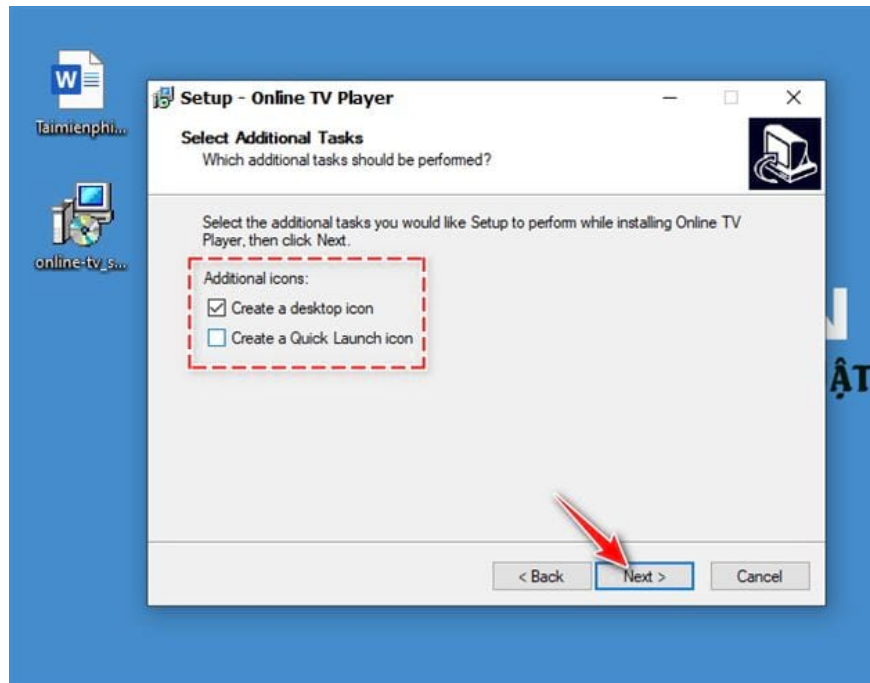 Taimienphi...
online-tv_s...
Setup - Online TV Player
Select Additional Tasks
Which additional tasks should be performed?
Select the additional tasks you would like Setup to perform while installing Online TV
Player, then click Next.
Additional icons:
Create a desktop icon
Create a Quick Launch icon
< Back
Next >
Cancel
N
ẬT